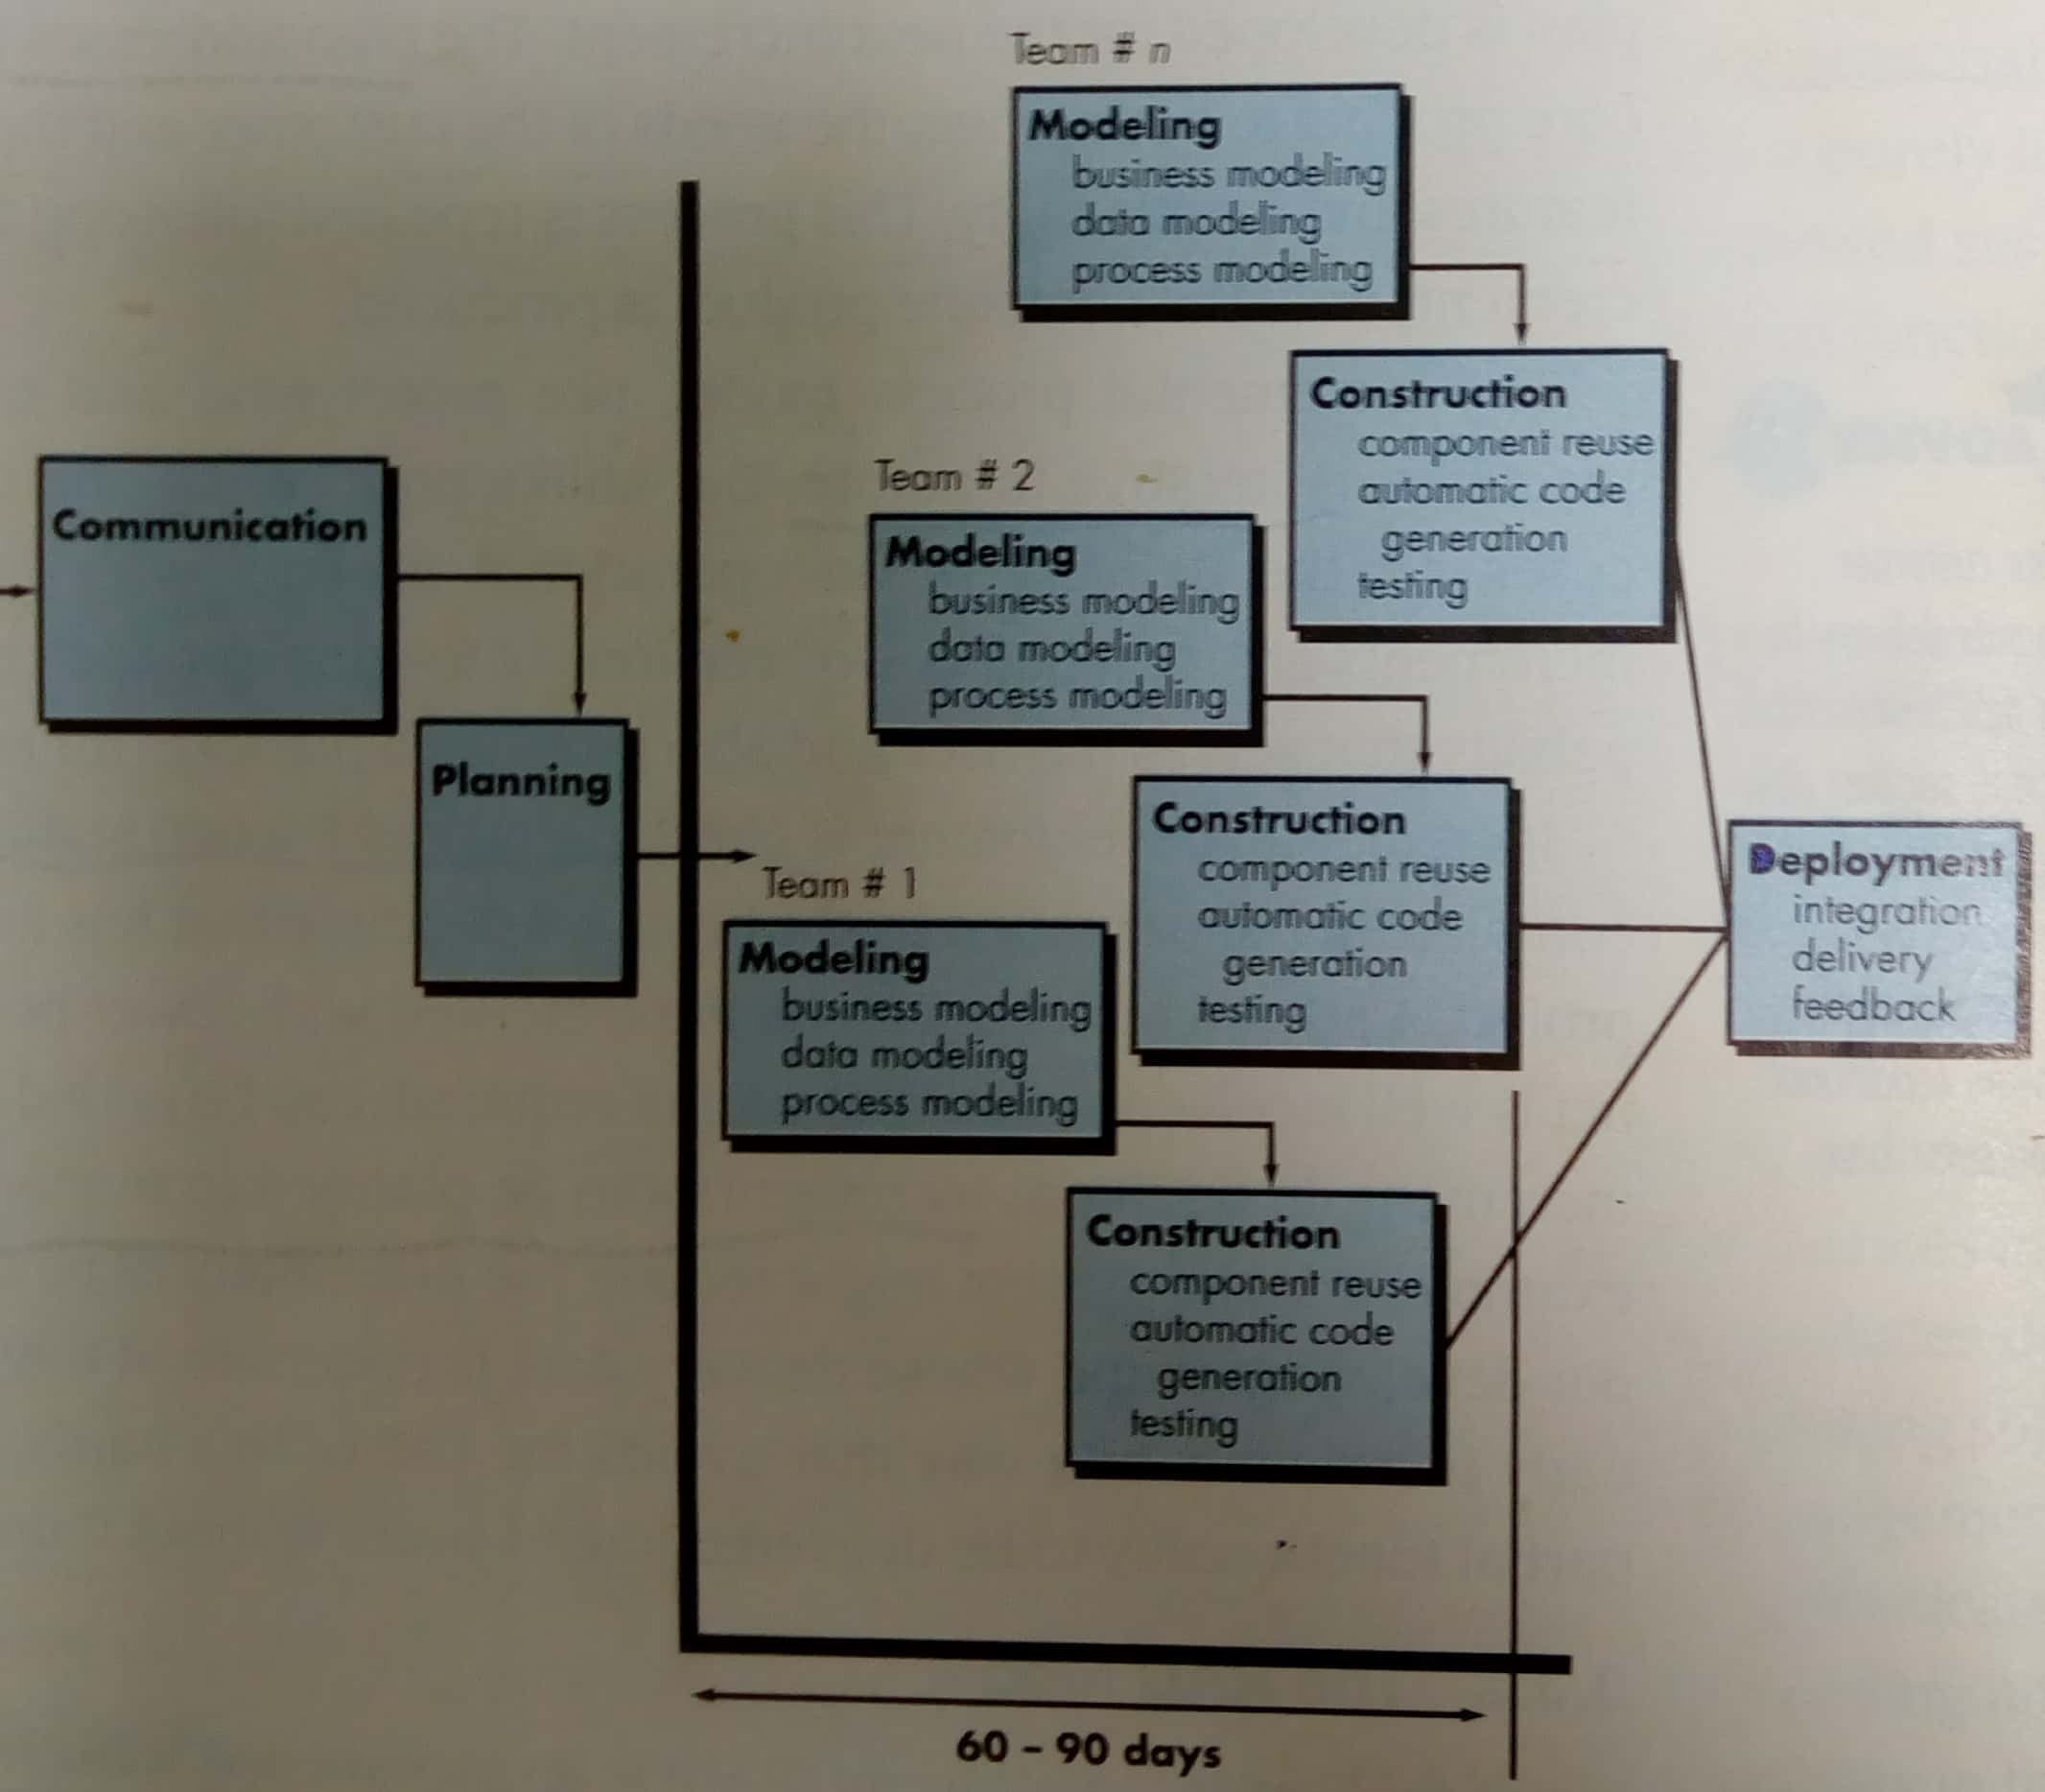 Team # n
Modeling
business modeling
data modeling
process modeling
Construction
component reuse
automatic code
generation
testing
Team # 2
Modeling
business modeling
data modeling
process modeling
Construction
component reuse
automatic code
generation
testing
Communication
Planning
Team # 1
Modeling
business modeling
data modeling
process modeling
Construction
component reuse
automatic code
generation
testing
Deployment
integration
delivery
feedback
60 – 90 days